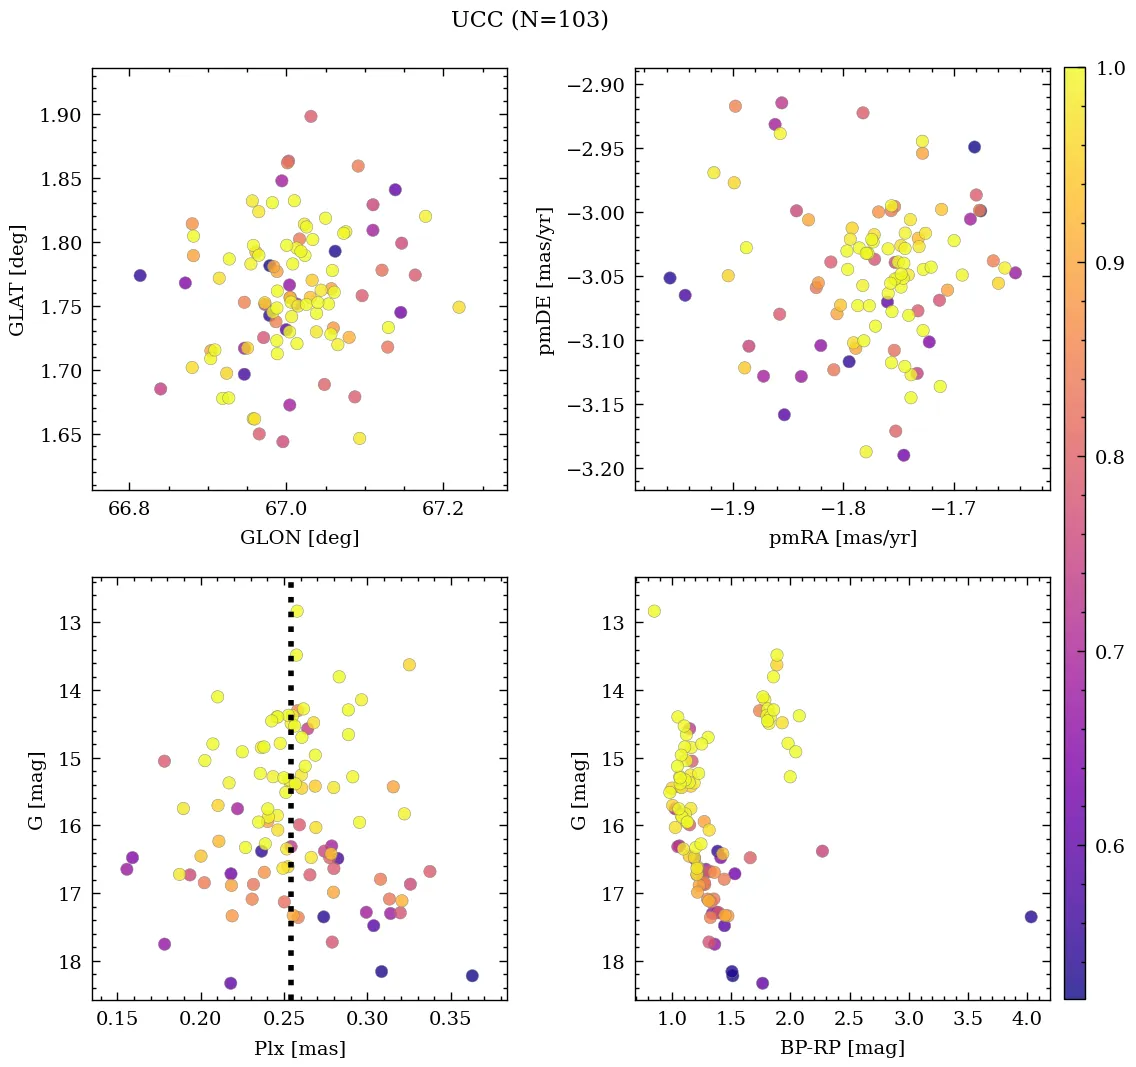 UCC (N=103)
1.90
1.85
1.80
1.75
1.70
1.65
GLAT [deg]
66.8 67.0 67.2
GLON [deg]
−2.90
−2.95
−3.00
−3.05
−3.10
−3.15
−3.20
pmDE [mas/yr]
−1.9 −1.8 −1.7
pmRA [mas/yr]
1.0
0.9
0.8
0.7
0.6
13
14
15
16
17
18
G [mag]
0.15 0.20 0.25 0.30 0.35
Plx [mas]
13
14
15
16
17
18
G [mag]
1.0 1.5 2.0 2.5 3.0 3.5 4.0
BP-RP [mag]